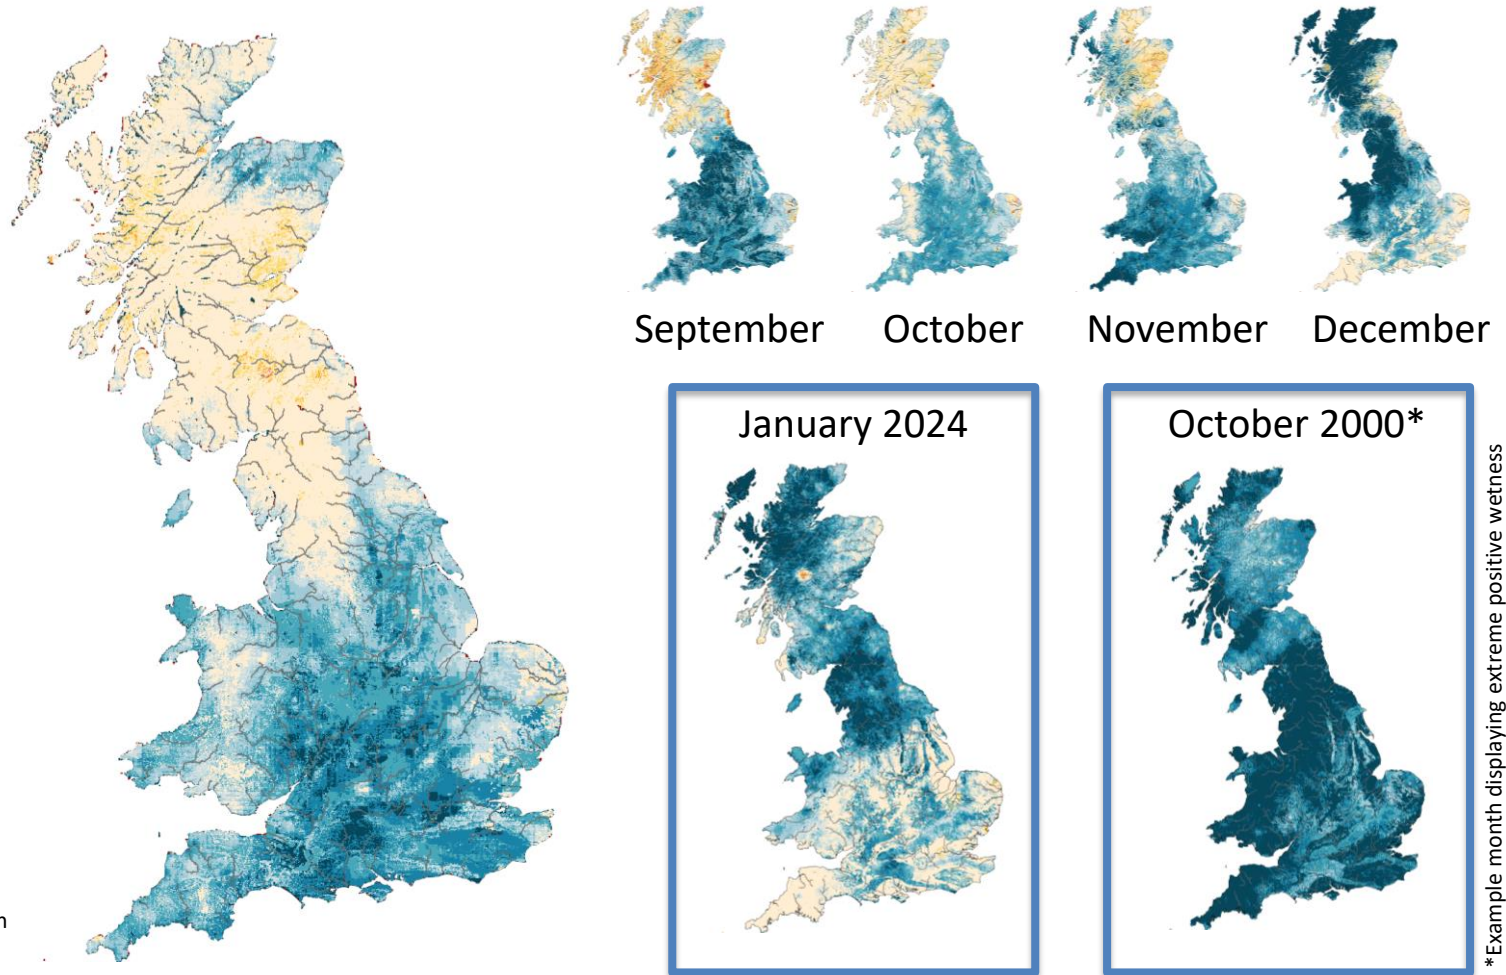 September
October
November
December
January 2024
October 2000*
*Example month displaying extreme positive wetness